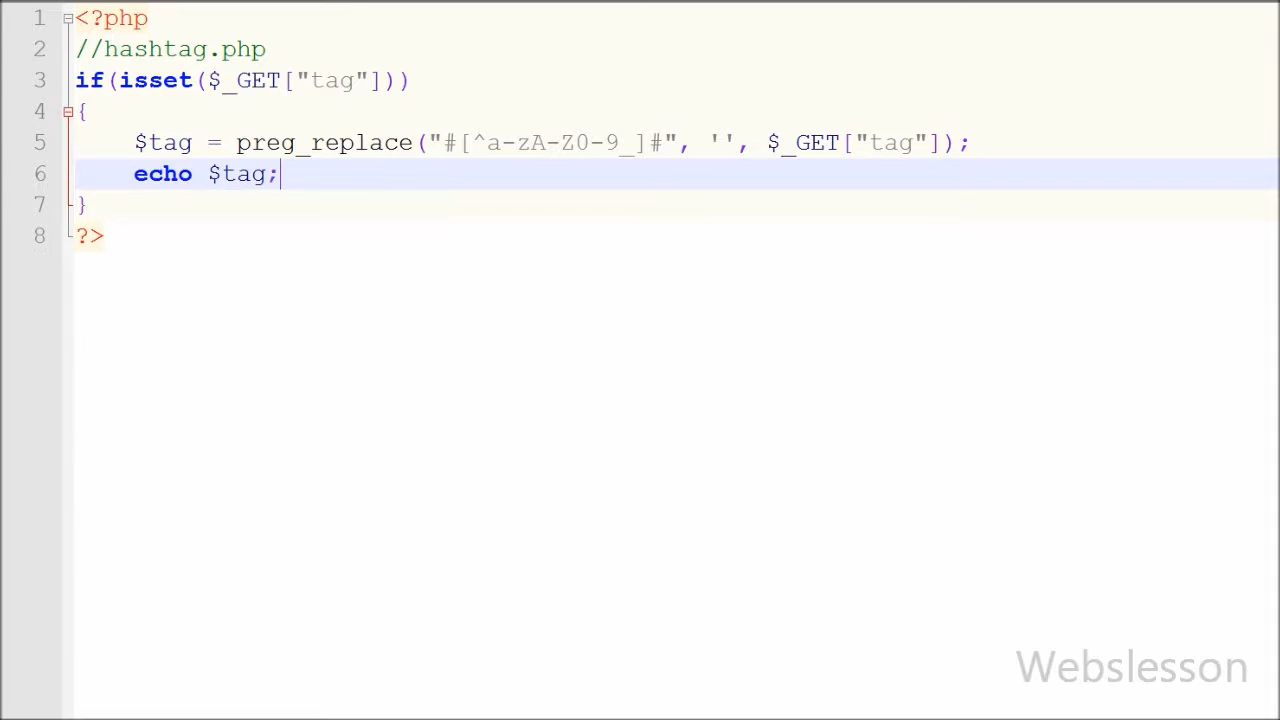 1 <?php
2 //hashtag.php
3 if(isset($_GET["tag"]))
4 {
5 $tag = preg_replace("#[^a-zA-Z0-9_]#", '', $_GET["tag"]);
6 echo $tag;
7 }
8 ?>
Webslesson